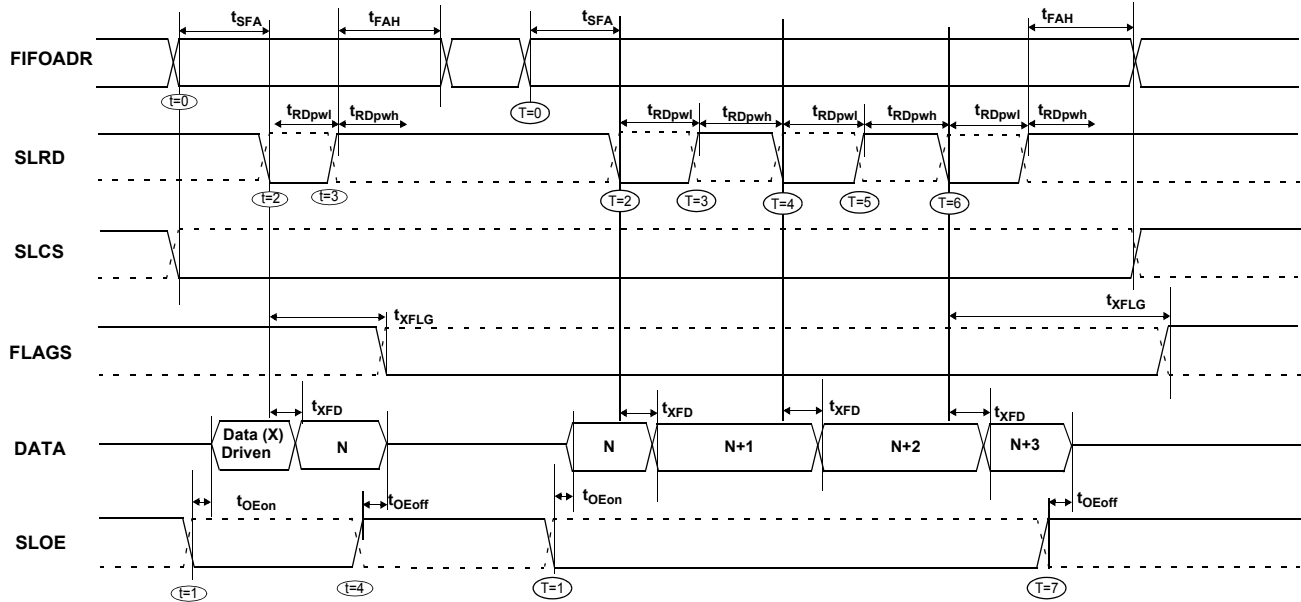 tSFA tFAH tSFA tFAH
FIFOADR
t=0 T=0
tRDpwl tRDpwh tRDpwl tRDpwh tRDpwl tRDpwh tRDpwl tRDpwh
SLRD
t=2 t=3 T=2 T=3 T=4 T=5 T=6
SLCS
tXFLG tXFLG
FLAGS
tXFD tXFD tXFD tXFD
DATA
Data (X)
Driven
N N N+1 N+2 N+3
tOEon tOEoff tOEon tOEoff
SLOE
t=1 t=4 T=1 T=7